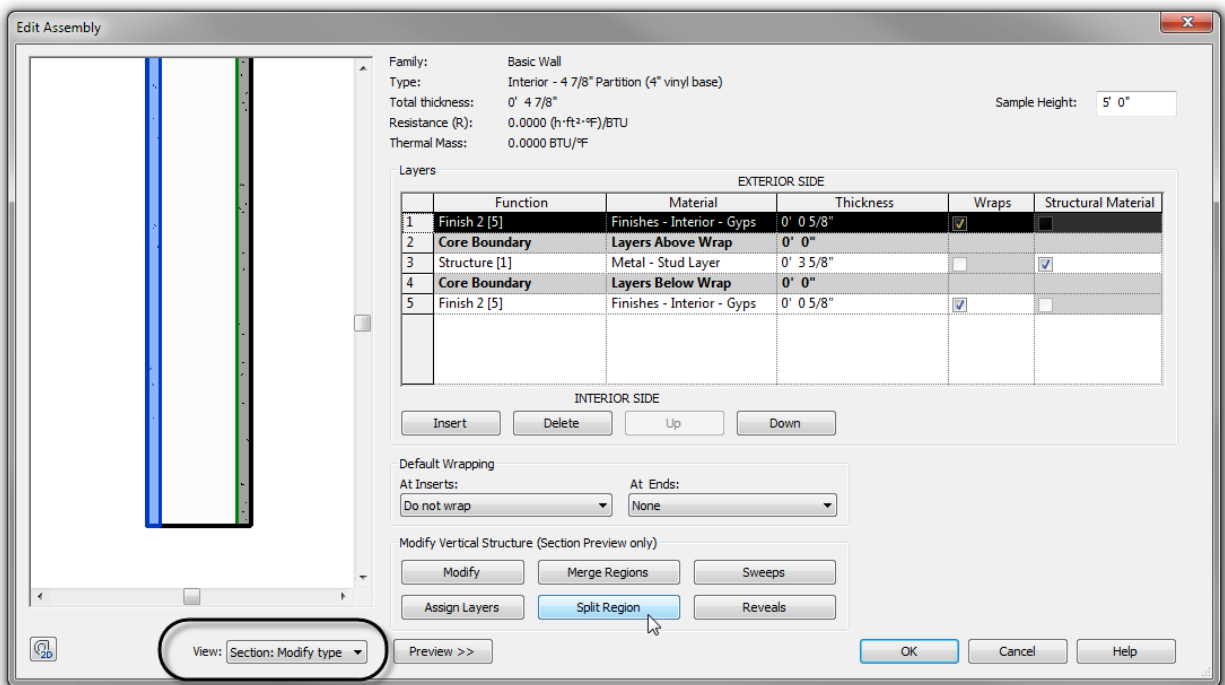 Edit Assembly
Family: Basic Wall
Type: Interior - 4 7/8" Partition (4" vinyl base)
Total thickness: 0' 4 7/8" Sample Height: 5' 0"
Resistance (R): 0.0000 (h·ft²·°F)/BTU
Thermal Mass: 0.0000 BTU/°F
Layers
EXTERIOR SIDE
Function Material Thickness Wraps Structural Material
1 Finish 2 [5] Finishes - Interior - Gyps 0' 0 5/8"
2 Core Boundary Layers Above Wrap 0' 0"
3 Structure [1] Metal - Stud Layer 0' 3 5/8"
4 Core Boundary Layers Below Wrap 0' 0"
5 Finish 2 [5] Finishes - Interior - Gyps 0' 0 5/8"
INTERIOR SIDE
Insert Delete Up Down
Default Wrapping
At Inserts: At Ends:
Do not wrap None
Modify Vertical Structure (Section Preview only)
Modify Merge Regions Sweeps
Assign Layers Split Region Reveals
2D View: Section: Modify type Preview >> OK Cancel Help